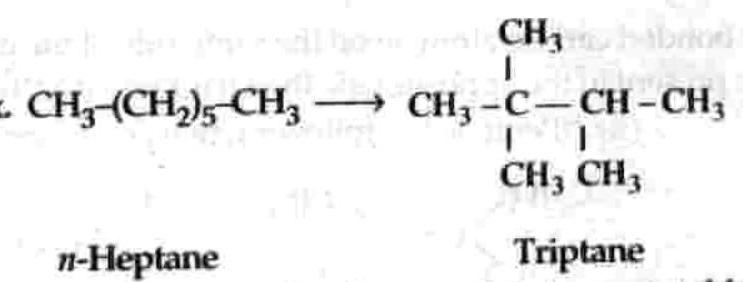 CH₃
CH₃-(CH₂)₅-CH₃ ⟶ CH₃-C—CH-CH₃
CH₃ CH₃
n-Heptane Triptane